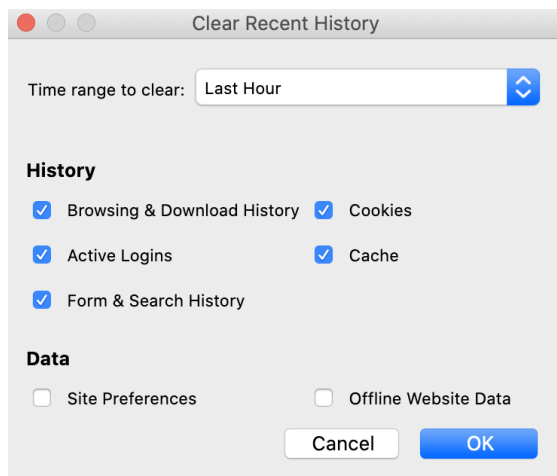 Clear Recent History
Time range to clear: Last Hour
History
Browsing & Download History Cookies
Active Logins Cache
Form & Search History
Data
Site Preferences Offline Website Data
Cancel OK